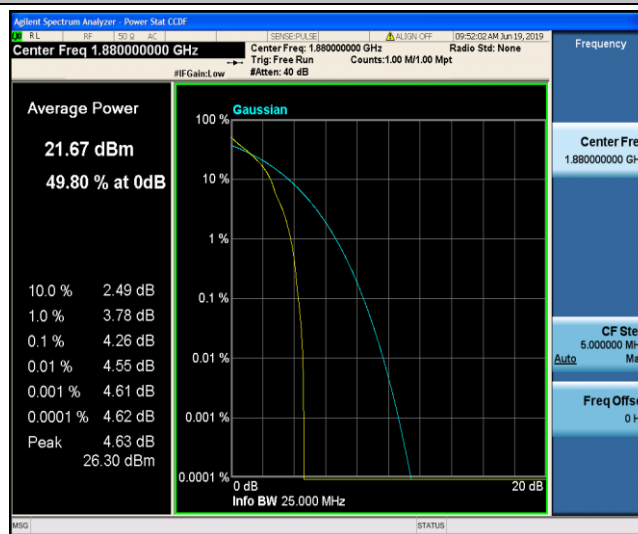 Agilent Spectrum Analyzer - Power Stat CCDF
RL RF 50 Ω AC SENSE:PULSE ALIGN OFF 09:52:02 AM Jun 19, 2019
Center Freq 1.880000000 GHz
Center Freq: 1.880000000 GHz Radio Std: None
Trig: Free Run Counts:1.00 M/1.00 Mpt
#IFGain:Low #Atten: 40 dB
Frequency
Average Power
21.67 dBm
49.80 % at 0dB
10.0 % 2.49 dB
1.0 % 3.78 dB
0.1 % 4.26 dB
0.01 % 4.55 dB
0.001 % 4.61 dB
0.0001 % 4.62 dB
Peak 4.63 dB
26.30 dBm
Gaussian
100 %
10 %
1 %
0.1 %
0.01 %
0.001 %
0.0001 %
0 dB 20 dB
Info BW 25.000 MHz
Center Fre
1.880000000 GH
CF Ste
5.000000 MH
Auto Ma
Freq Offse
0 H
MSG STATUS